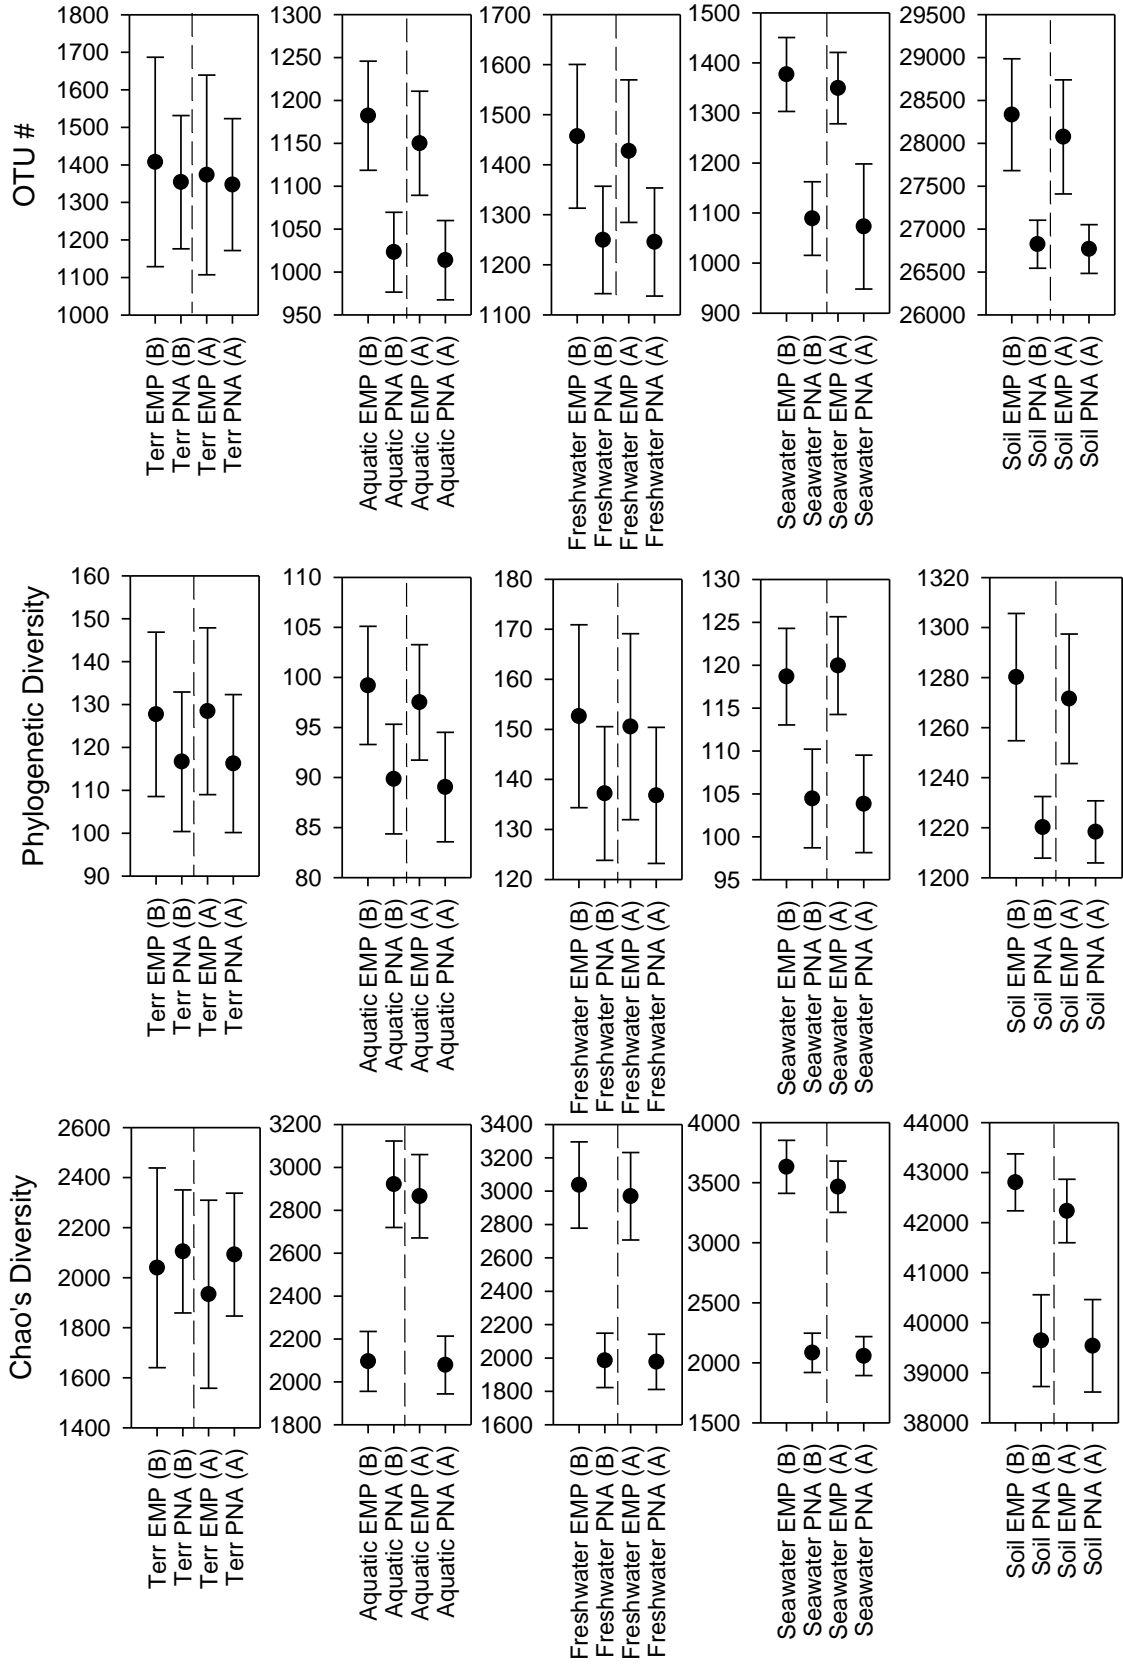 OTU #
1800
1700
1600
1500
1400
1300
1200
1100
1000
Terr EMP (B)
Terr PNA (B)
Terr EMP (A)
Terr PNA (A)
1300
1250
1200
1150
1100
1050
1000
950
Aquatic EMP (B)
Aquatic PNA (B)
Aquatic EMP (A)
Aquatic PNA (A)
1700
1600
1500
1400
1300
1200
1100
Freshwater EMP (B)
Freshwater PNA (B)
Freshwater EMP (A)
Freshwater PNA (A)
1500
1400
1300
1200
1100
1000
900
Seawater EMP (B)
Seawater PNA (B)
Seawater EMP (A)
Seawater PNA (A)
29500
29000
28500
28000
27500
27000
26500
26000
Soil EMP (B)
Soil PNA (B)
Soil EMP (A)
Soil PNA (A)
Phylogenetic Diversity
160
150
140
130
120
110
100
90
Terr EMP (B)
Terr PNA (B)
Terr EMP (A)
Terr PNA (A)
110
105
100
95
90
85
80
Aquatic EMP (B)
Aquatic PNA (B)
Aquatic EMP (A)
Aquatic PNA (A)
180
170
160
150
140
130
120
Freshwater EMP (B)
Freshwater PNA (B)
Freshwater EMP (A)
Freshwater PNA (A)
130
125
120
115
110
105
100
95
Seawater EMP (B)
Seawater PNA (B)
Seawater EMP (A)
Seawater PNA (A)
1320
1300
1280
1260
1240
1220
1200
Soil EMP (B)
Soil PNA (B)
Soil EMP (A)
Soil PNA (A)
Chao's Diversity
2600
2400
2200
2000
1800
1600
1400
Terr EMP (B)
Terr PNA (B)
Terr EMP (A)
Terr PNA (A)
3200
3000
2800
2600
2400
2200
2000
1800
Aquatic EMP (B)
Aquatic PNA (B)
Aquatic EMP (A)
Aquatic PNA (A)
3400
3200
3000
2800
2600
2400
2200
2000
1800
1600
Freshwater EMP (B)
Freshwater PNA (B)
Freshwater EMP (A)
Freshwater PNA (A)
4000
3500
3000
2500
2000
1500
Seawater EMP (B)
Seawater PNA (B)
Seawater EMP (A)
Seawater PNA (A)
44000
43000
42000
41000
40000
39000
38000
Soil EMP (B)
Soil PNA (B)
Soil EMP (A)
Soil PNA (A)